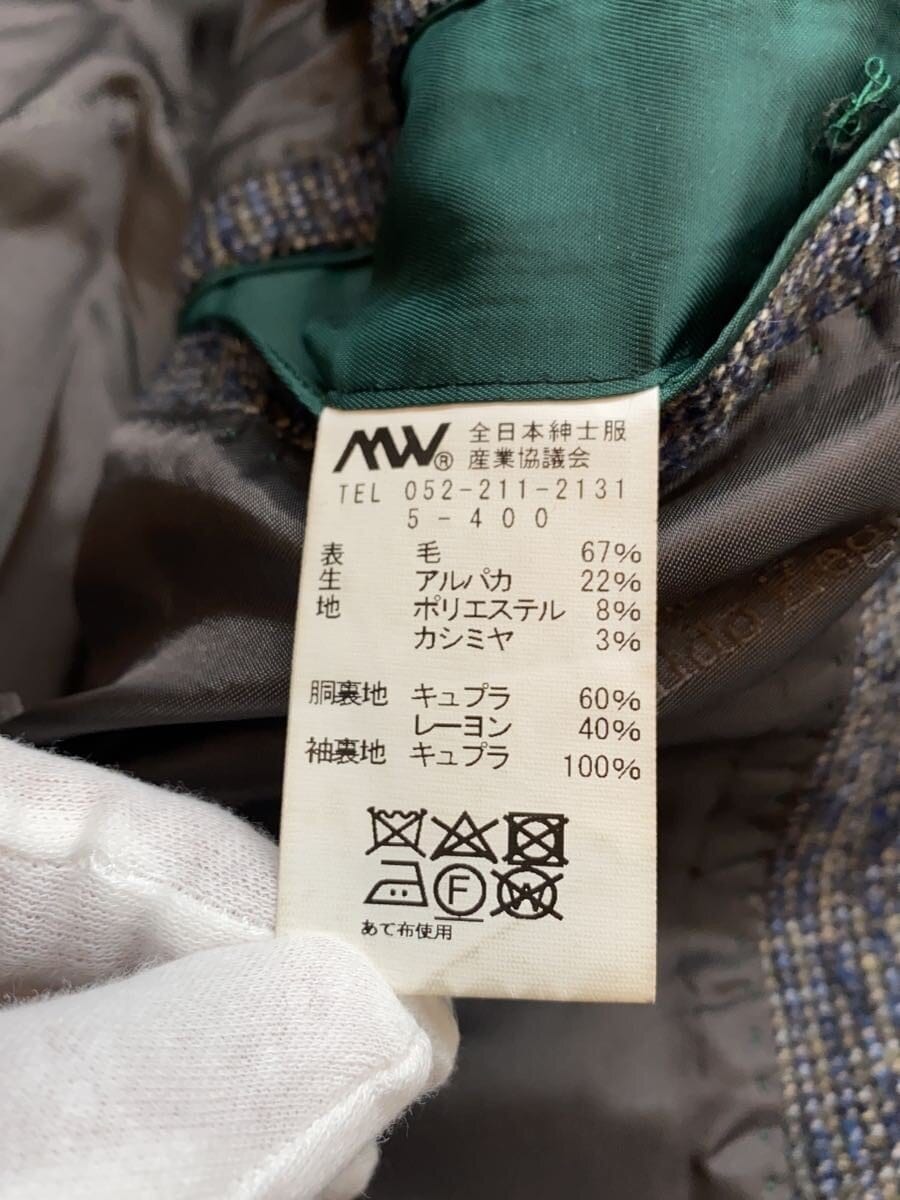 MW® 全日本紳士服
産業協議会
TEL 052-211-2131
5-400
表生地 毛 67%
アルパカ 22%
ポリエステル 8%
カシミヤ 3%
胴裏地 キュプラ 60%
レーヨン 40%
袖裏地 キュプラ 100%
F W
あて布使用